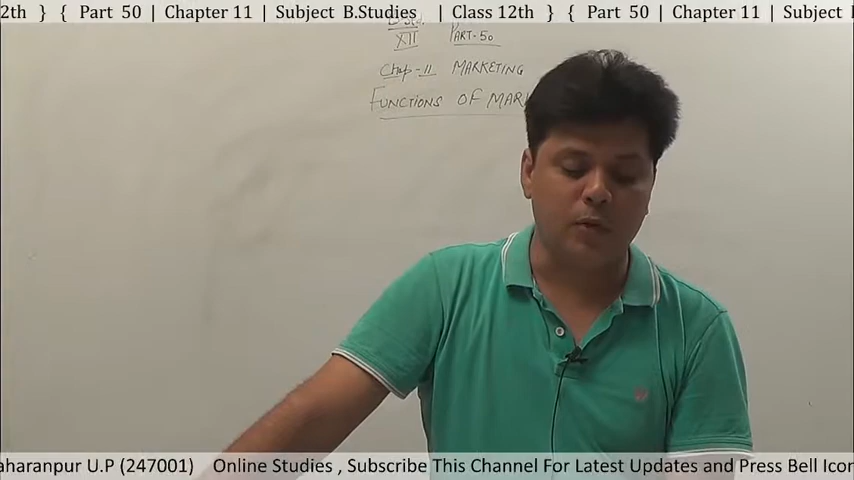 2th } { Part 50 | Chapter 11 | Subject B.Studies | Class 12th } { Part 50 | Chapter 11 | Subject B
XII PART-50
Chap-11 MARKETING
FUNCTIONS OF MARK
aharanpur U.P (247001) Online Studies , Subscribe This Channel For Latest Updates and Press Bell Icon